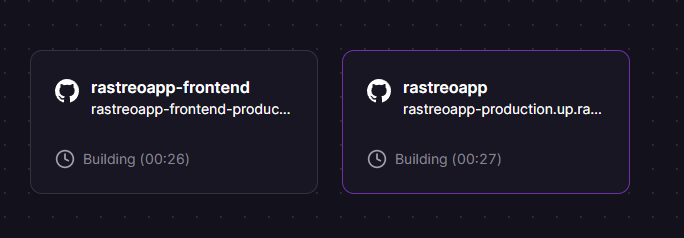 rastreoapp-frontend
rastreoapp-frontend-produc...
Building (00:26)
rastreoapp
rastreoapp-production.up.ra...
Building (00:27)